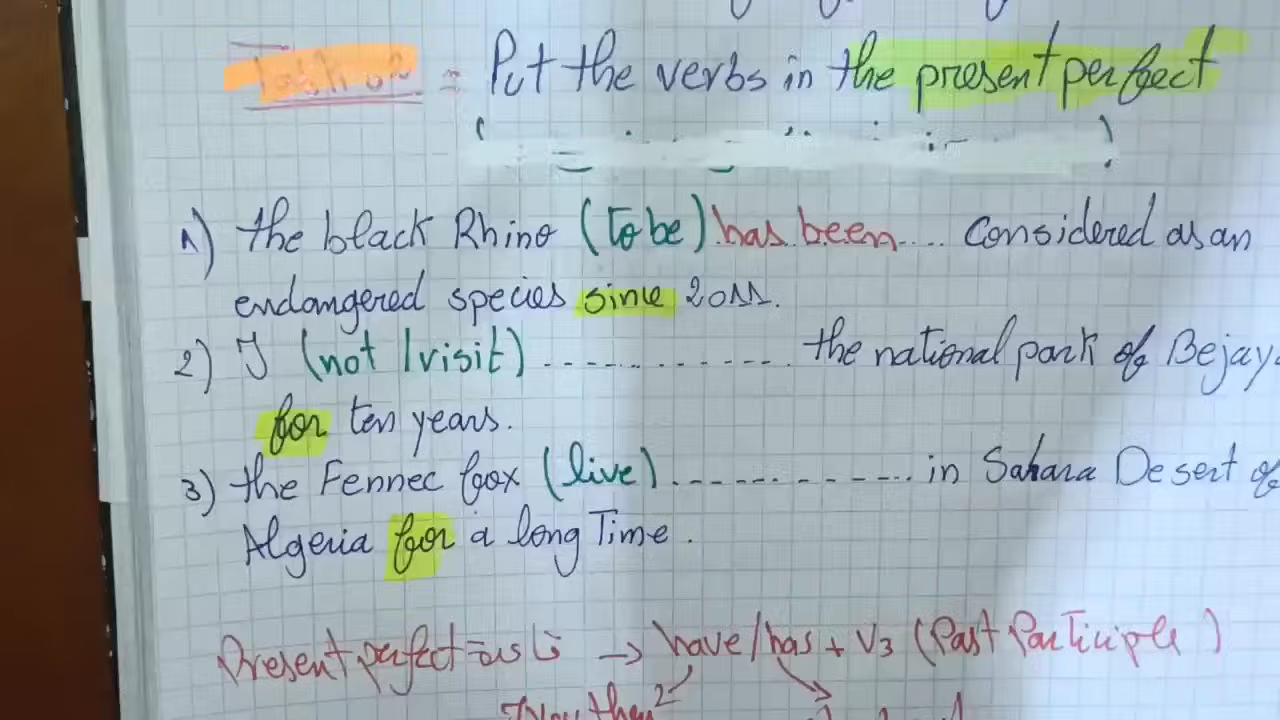 Put the verbs in the present perfect
1) the black Rhino (to be) has been.... Considered as an
endangered species since 2011.
2) I (not / visit) .............. the national park of Bejay
for ten years.
3) the Fennec fox (live) ............ in Sahara Desert of
Algeria for a long Time.
Present perfect → have/has + V3 (Past Participle)